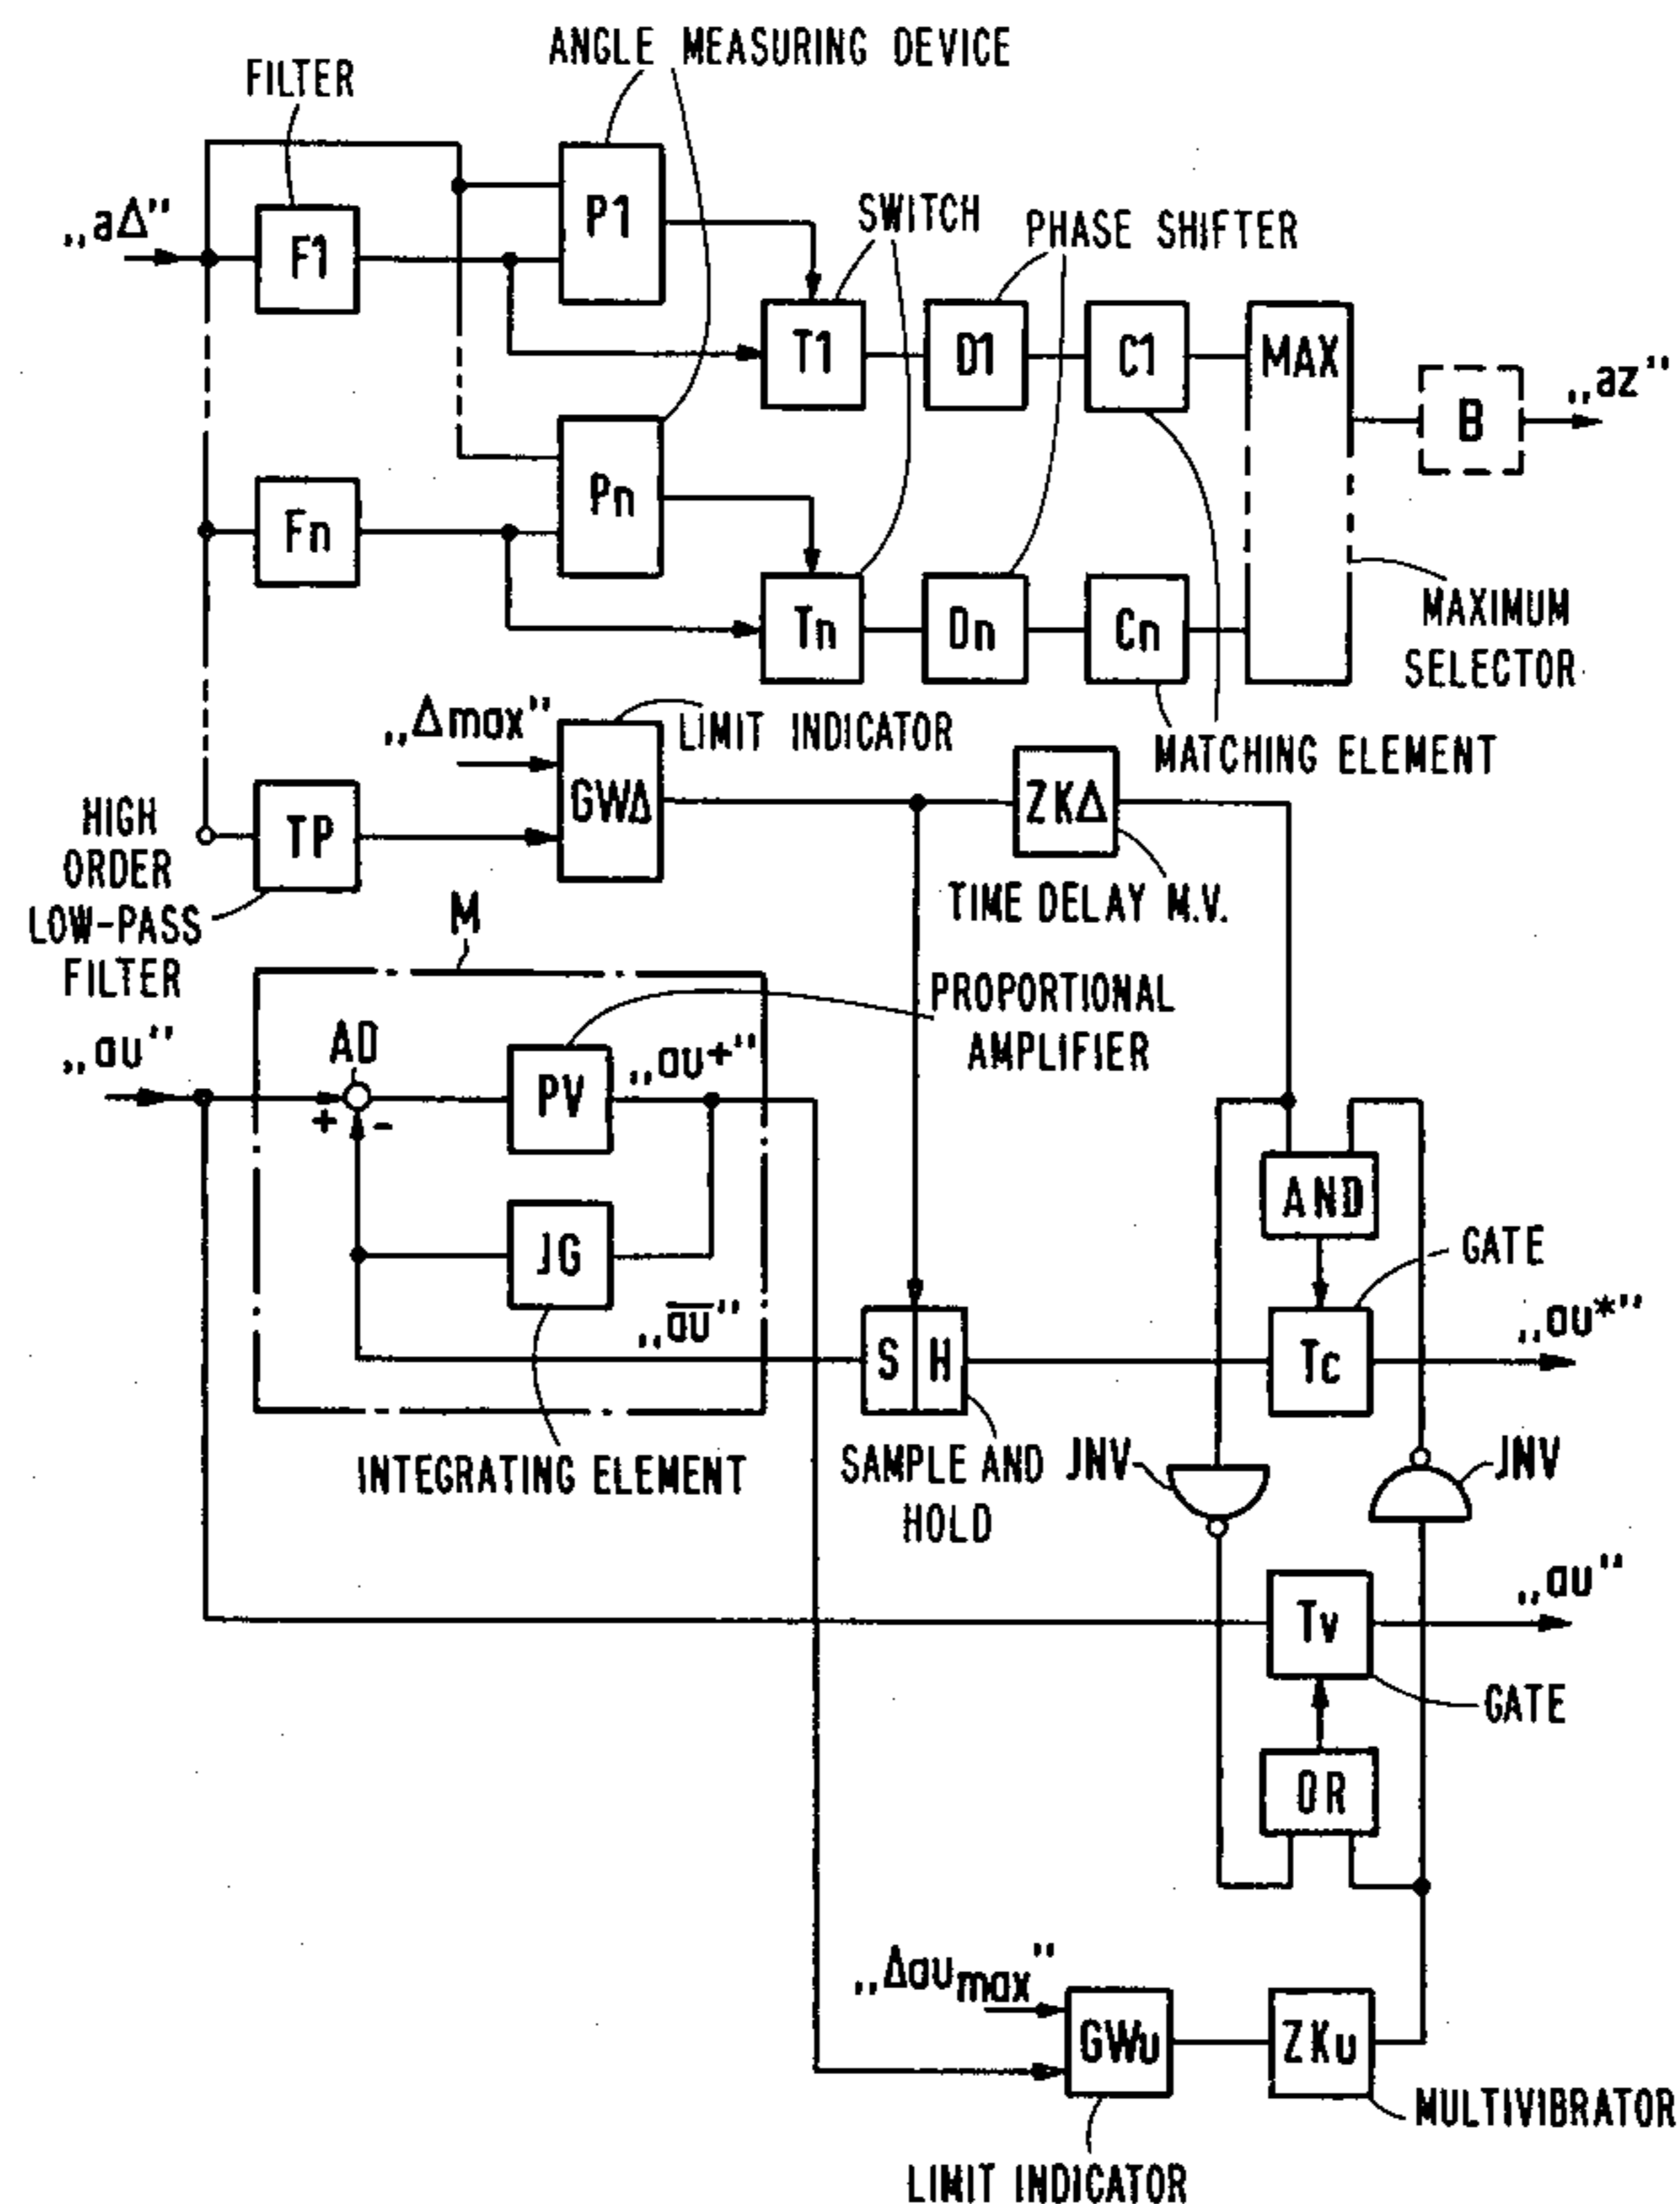 ANGLE MEASURING DEVICE
FILTER
„aΔ"
F1
P1
SWITCH
PHASE SHIFTER
T1
D1
C1
MAX
B
„az"
Fn
Pn
Tn
Dn
Cn
MAXIMUM
SELECTOR
„Δmax"
LIMIT INDICATOR
MATCHING ELEMENT
HIGH
ORDER
LOW-PASS
FILTER
TP
GWΔ
ZKΔ
TIME DELAY M.V.
M
PROPORTIONAL
AMPLIFIER
„au"
AD
+ -
PV
„au+"
JG
„a̅u̅"
INTEGRATING ELEMENT
S H
SAMPLE AND
HOLD
AND
GATE
Tc
„au*"
JNV
JNV
Tv
„au"
GATE
OR
„Δaumax"
GWu
ZKu
MULTIVIBRATOR
LIMIT INDICATOR